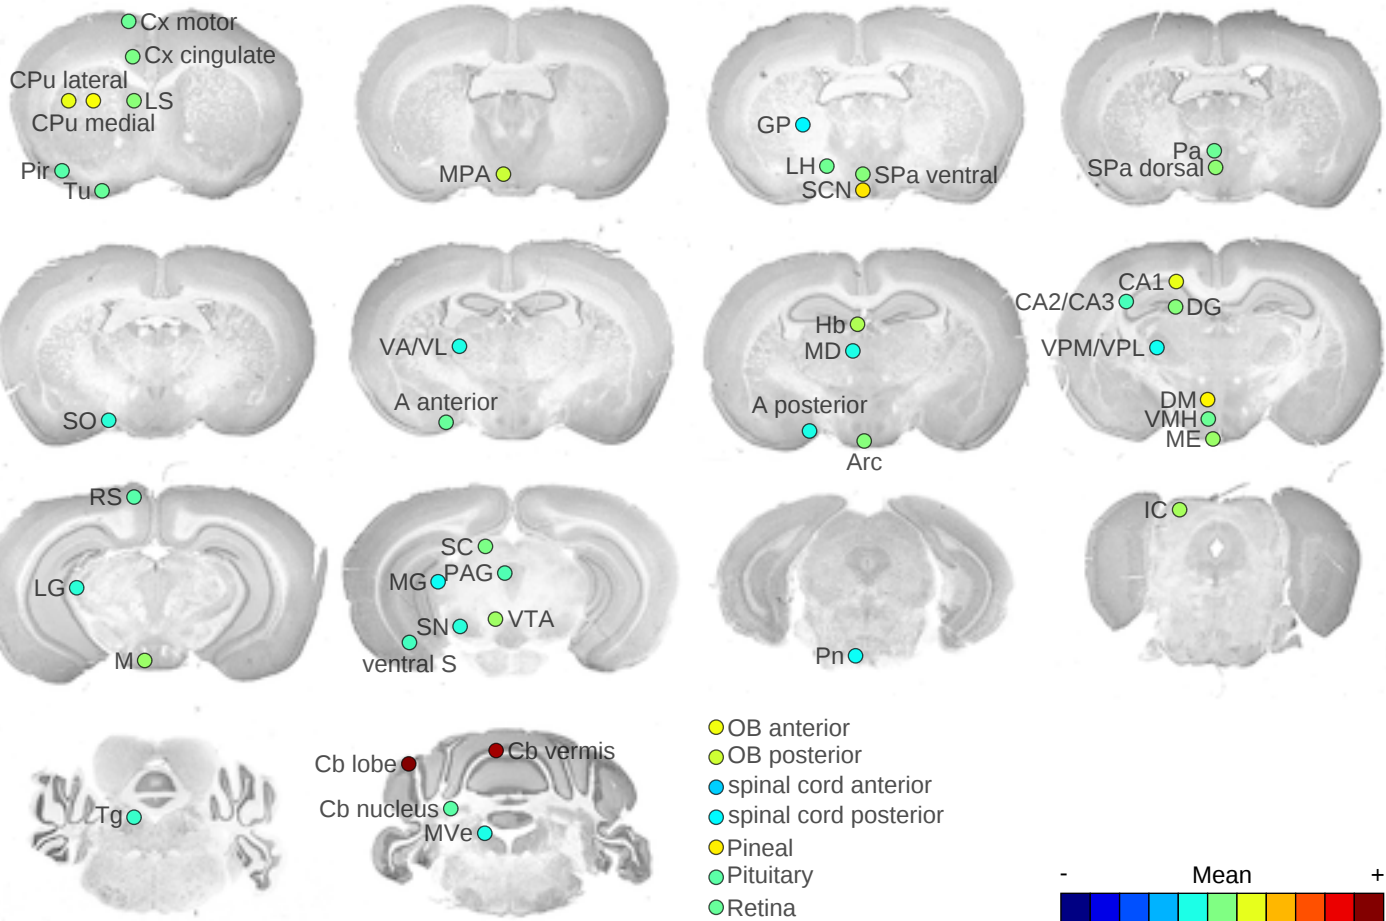 Cx motor
Cx cingulate
CPu lateral
LS
CPu medial
Pir
Tu
MPA
GP
LH
SPa ventral
SCN
Pa
SPa dorsal
SO
VA/VL
A anterior
Hb
MD
A posterior
Arc
CA1
CA2/CA3
DG
VPM/VPL
DM
VMH
ME
RS
LG
M
SC
MG
PAG
SN
VTA
ventral S
Pn
IC
Tg
Cb lobe
Cb vermis
Cb nucleus
MVe
OB anterior
OB posterior
spinal cord anterior
spinal cord posterior
Pineal
Pituitary
Retina
- Mean +